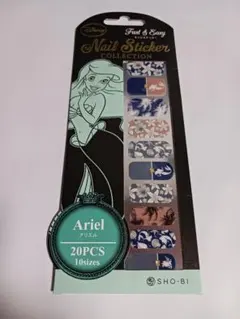 Disney
Fast & Easy
Nail Sticker
COLLECTION
Ariel
アリエル
20PCS
10sizes
SHO-BI